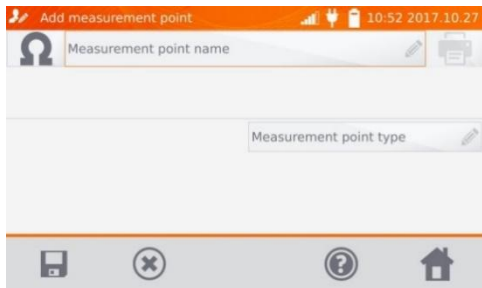 Add measurement point 10:52 2017.10.27
Measurement point name
Measurement point type